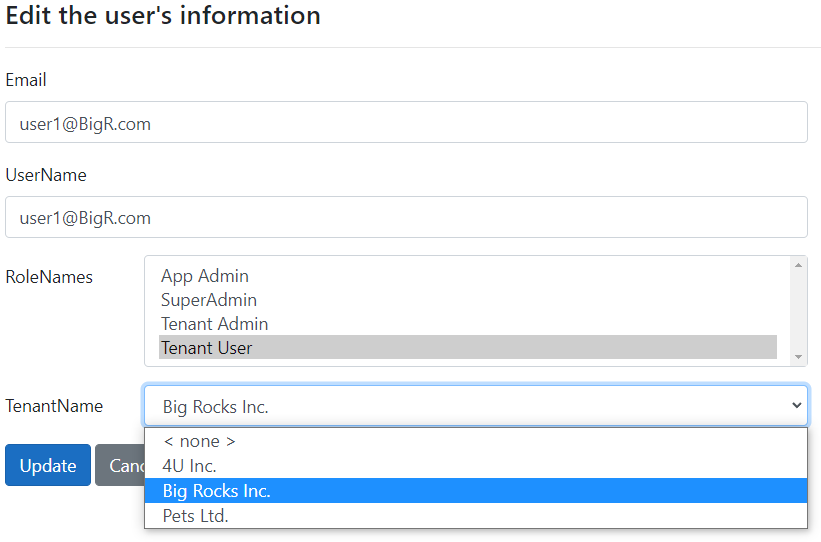 Edit the user's information
Email
user1@BigR.com
UserName
user1@BigR.com
RoleNames
App Admin
SuperAdmin
Tenant Admin
Tenant User
TenantName
Big Rocks Inc.
< none >
4U Inc.
Big Rocks Inc.
Pets Ltd.
Update